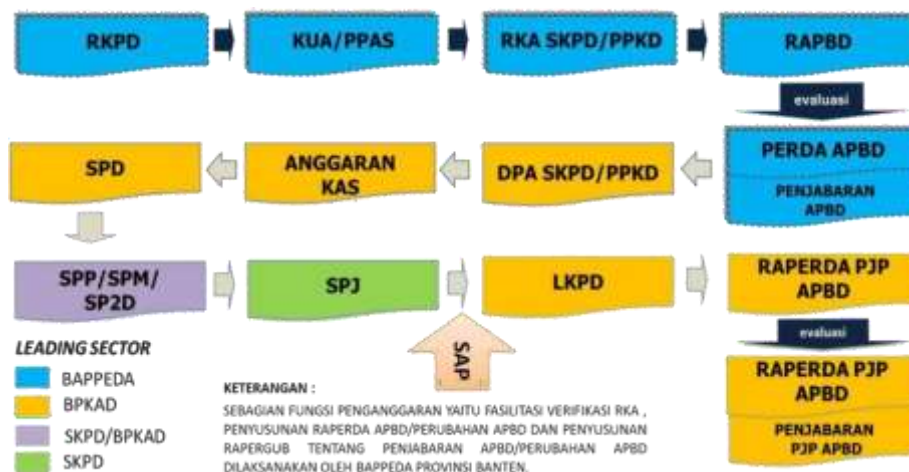 RKPD
KUA/PPAS
RKA SKPD/PPKD
RAPBD
evaluasi
SPD
ANGGARAN
KAS
DPA SKPD/PPKD
PERDA APBD
PENJABARAN
APBD
SPP/SPM/
SP2D
SPJ
LKPD
RAPERDA PJP
APBD
SAP
evaluasi
RAPERDA PJP
APBD
PENJABARAN
PJP APBD
LEADING SECTOR
BAPPEDA
BPKAD
SKPD/BPKAD
SKPD
KETERANGAN :
SEBAGIAN FUNGSI PENGANGGARAN YAITU FASILITASI VERIFIKASI RKA ,
PENYUSUNAN RAPERDA APBD/PERUBAHAN APBD DAN PENYUSUNAN
RAPERGUB TENTANG PENJABARAN APBD/PERUBAHAN APBD
DILAKSANAKAN OLEH BAPPEDA PROVINSI BANTEN.